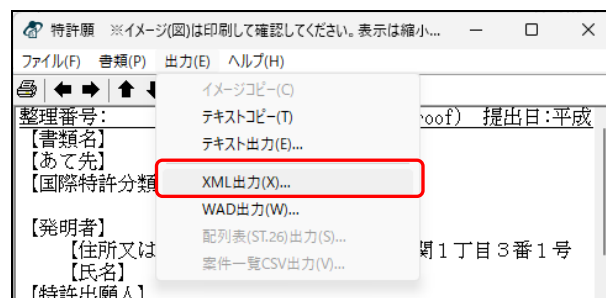 特許願 ※イメージ(図)は印刷して確認してください。表示は縮小...
ファイル(F) 書類(P) 出力(E) ヘルプ(H)
イメージコピー(C)
整理番号: テキストコピー(T) roof) 提出日:平成
【書類名】 テキスト出力(E)...
【あて先】
【国際特許分類 XML出力(X)...
WAD出力(W)...
【発明者】 配列表(ST.26)出力(S)...
【住所又は 関1丁目3番1号
【氏名】 案件一覧CSV出力(V)...
【特許出願人】